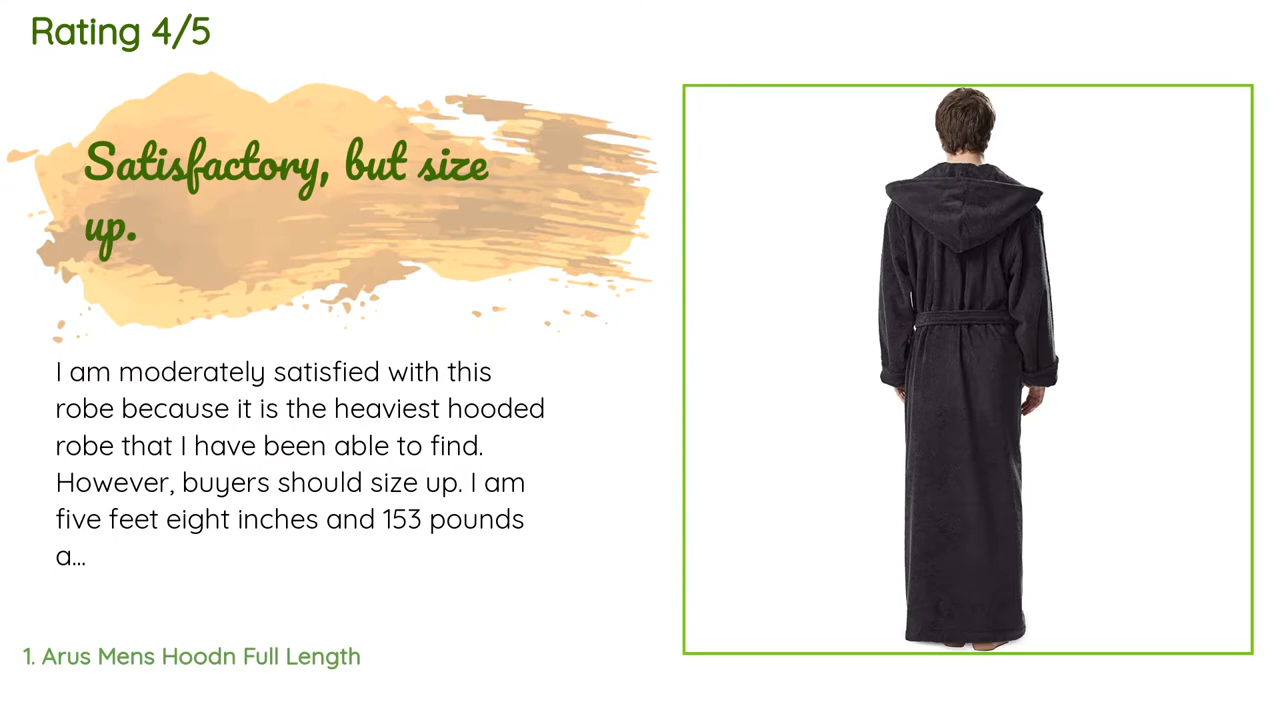 Rating 4/5
Satisfactory, but size
up.
I am moderately satisfied with this
robe because it is the heaviest hooded
robe that I have been able to find.
However, buyers should size up. I am
five feet eight inches and 153 pounds
a...
1. Arus Mens Hoodn Full Length